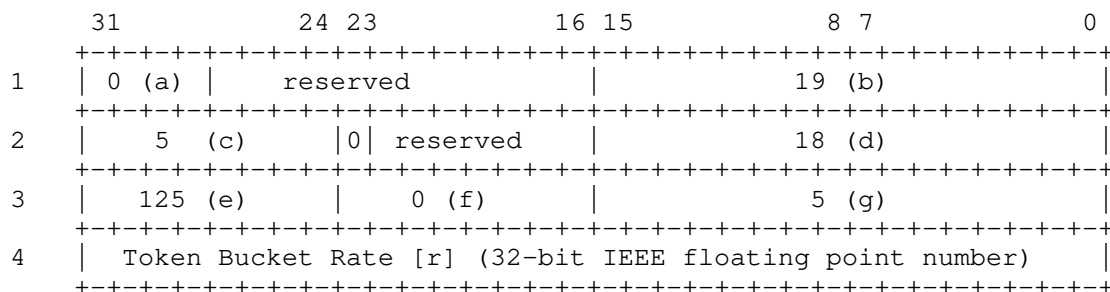 31 24 23 16 15 8 7 0
+-+-+-+-+-+-+-+-+-+-+-+-+-+-+-+-+-+-+-+-+-+-+-+-+-+-+-+-+-+-+-+-+
1 | 0 (a) | reserved | 19 (b) |
+-+-+-+-+-+-+-+-+-+-+-+-+-+-+-+-+-+-+-+-+-+-+-+-+-+-+-+-+-+-+-+-+
2 | 5 (c) |0| reserved | 18 (d) |
+-+-+-+-+-+-+-+-+-+-+-+-+-+-+-+-+-+-+-+-+-+-+-+-+-+-+-+-+-+-+-+-+
3 | 125 (e) | 0 (f) | 5 (g) |
+-+-+-+-+-+-+-+-+-+-+-+-+-+-+-+-+-+-+-+-+-+-+-+-+-+-+-+-+-+-+-+-+
4 | Token Bucket Rate [r] (32-bit IEEE floating point number) |
+-+-+-+-+-+-+-+-+-+-+-+-+-+-+-+-+-+-+-+-+-+-+-+-+-+-+-+-+-+-+-+-+